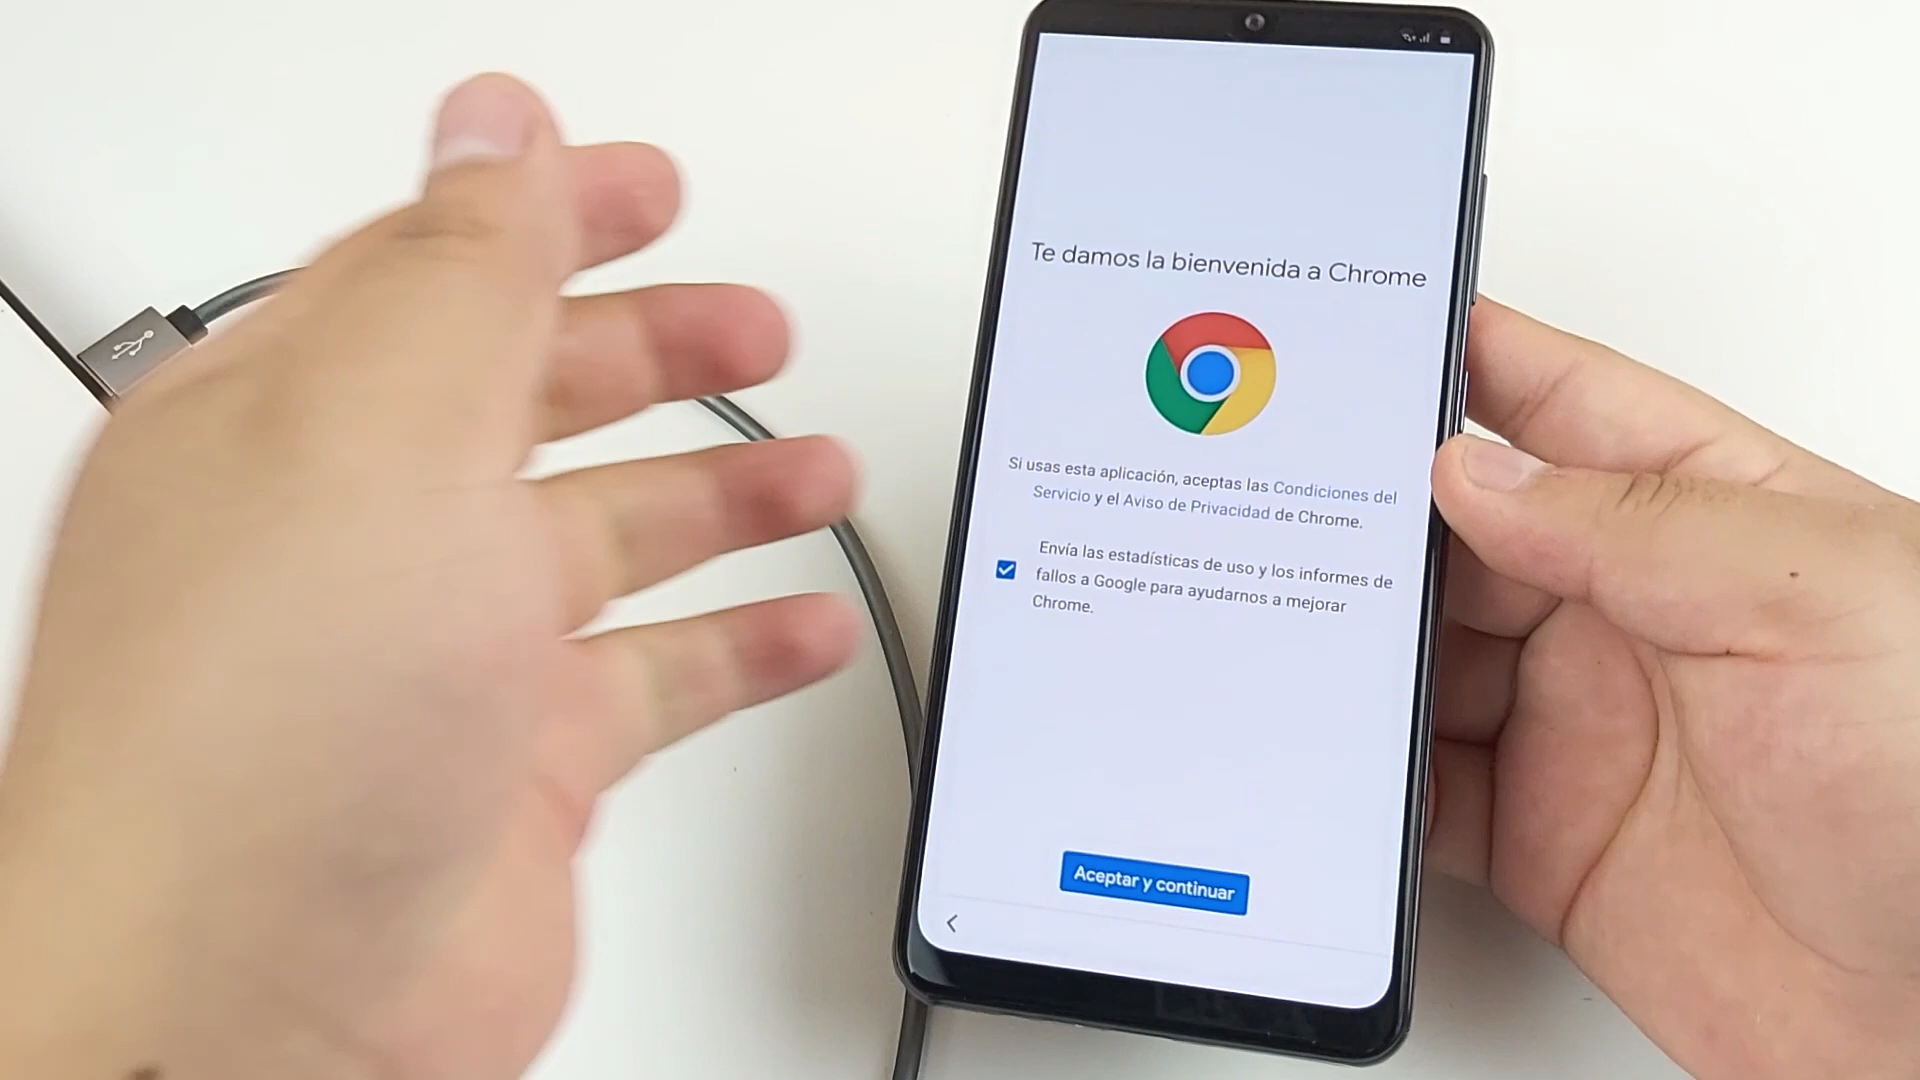 Te damos la bienvenida a Chrome
Si usas esta aplicación, aceptas las Condiciones del
Servicio y el Aviso de Privacidad de Chrome.
Envía las estadísticas de uso y los informes de
fallos a Google para ayudarnos a mejorar
Chrome.
Aceptar y continuar